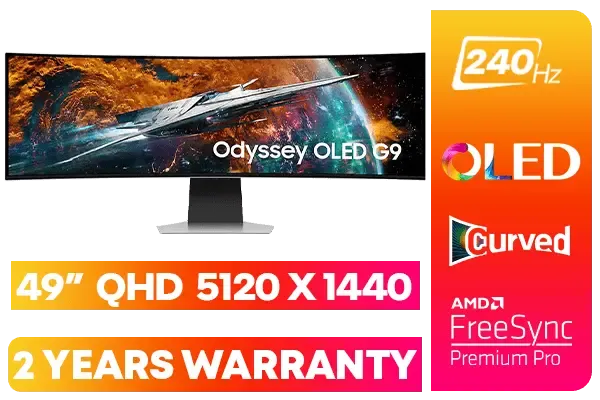 Odyssey OLED G9
49” QHD 5120 X 1440
2 YEARS WARRANTY
240Hz
OLED
Curved
AMD
FreeSync
Premium Pro